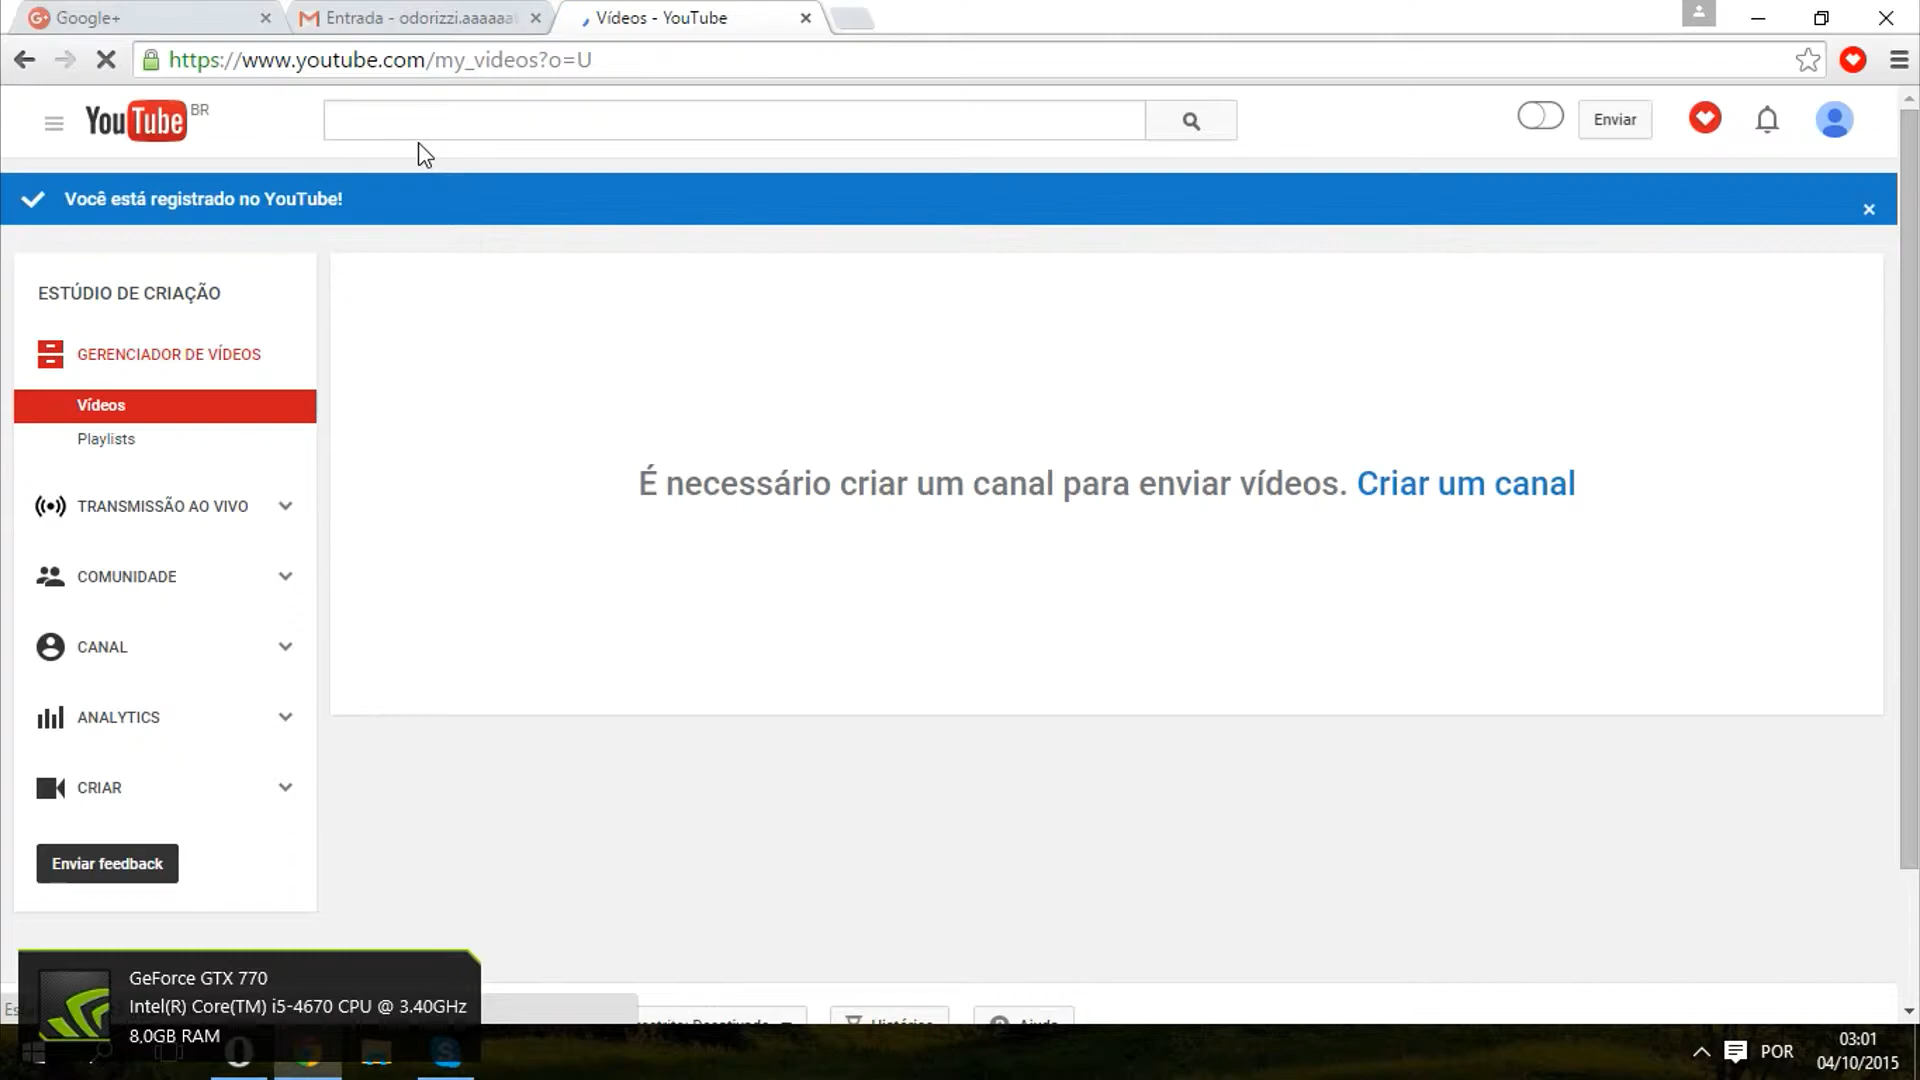 Google+
Entrada - odorizzi.aaaaaa
Vídeos - YouTube
https://www.youtube.com/my_videos?o=U
YouTube BR
Enviar
Você está registrado no YouTube!
ESTÚDIO DE CRIAÇÃO
GERENCIADOR DE VÍDEOS
Vídeos
Playlists
É necessário criar um canal para enviar vídeos. Criar um canal
TRANSMISSÃO AO VIVO
COMUNIDADE
CANAL
ANALYTICS
CRIAR
Enviar feedback
GeForce GTX 770
Intel(R) Core(TM) i5-4670 CPU @ 3.40GHz
8,0GB RAM
Desativado
Histórico
Ajuda
POR
03:01
04/10/2015